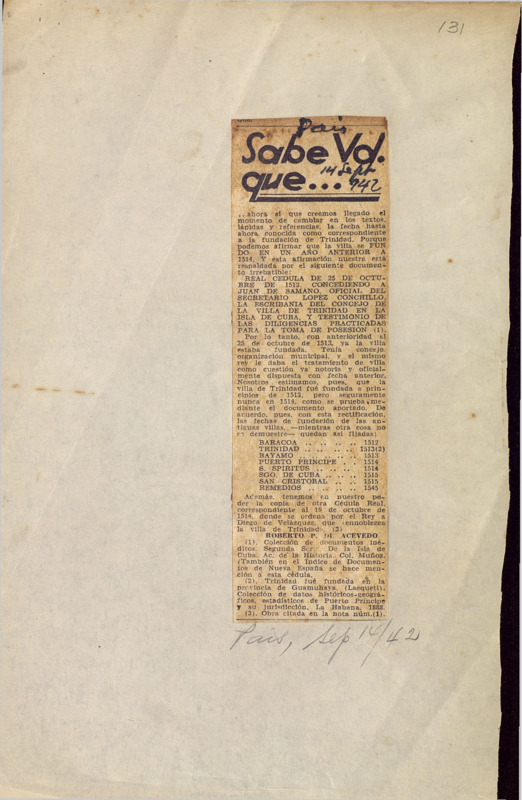 131
País
Sabe Vd.
14 Sept
que... 942
...ahora sí que creemos llegado el
momento de cambiar en los textos,
lápidas y referencias, la fecha hasta
ahora conocida como correspondiente
a la fundación de Trinidad. Porque
podemos afirmar que la villa se FUN
DO EN UN AÑO ANTERIOR A
1514. Y esta afirmación nuestra está
respaldada por el siguiente documen-
to irrebatible:
REAL CEDULA DE 25 DE OCTU-
BRE DE 1513, CONCEDIENDO A
JUAN DE SAMANO, OFICIAL DEL
SECRETARIO LOPEZ CONCHILLO,
LA ESCRIBANIA DEL CONCEJO DE
LA VILLA DE TRINIDAD EN LA
ISLA DE CUBA, Y TESTIMONIO DE
LAS DILIGENCIAS PRACTICADAS
PARA LA TOMA DE POSESION (1).
Por lo tanto, con anterioridad al
25 de octubre de 1513, ya la villa
estaba fundada. Tenía concejo,
organización municipal, y el mismo
rey le daba el tratamiento de villa
como cuestión ya notoria y oficial-
mente dispuesta con fecha anterior.
Nosotros estimamos, pues, que la
villa de Trinidad fué fundada a prin-
cipios de 1513, pero seguramente
nunca en 1514, como se prueba me-
diante el documento aportado. De
acuerdo, pues, con esta rectificación,
las fechas de fundación de las an-
tiguas villas, —mientras otra cosa no
se demuestre— quedan así fijadas:
BARACOA .. .. .. .. 1512
TRINIDAD .. .. .. .. 1513(2)
BAYAMO .. .. .. .. 1513
PUERTO PRINCIPE .. .. 1514
S. SPIRITUS .. .. .. 1514
SGO. DE CUBA .. .. .. 1515
SAN CRISTOBAL .. .. 1515
REMEDIOS .. .. .. .. 1545
Además, tenemos en nuestro po-
der la copia de otra Cédula Real,
correspondiente al 19 de octubre de
1514, donde se ordena por el Rey a
Diego de Velázquez, que ennoblezca
la villa de Trinidad. (3)
ROBERTO P. DE ACEVEDO
(1). Colección de documentos iné-
ditos. Segunda Ser. De la Isla de
Cuba. Ac. de la Historia. Col. Muñoz.
(También en el Indice de Documen-
tos de Nueva España se hace men-
ción a esta cédula.
(2). Trinidad fué fundada en la
provincia de Guamuhaya. (Lasqueti).
Colección de datos históricos-geográ-
ficos, estadísticos de Puerto Príncipe
y su jurisdicción. La Habana, 1888.
(3). Obra citada en la nota núm.(1).
País, Sep 14/42